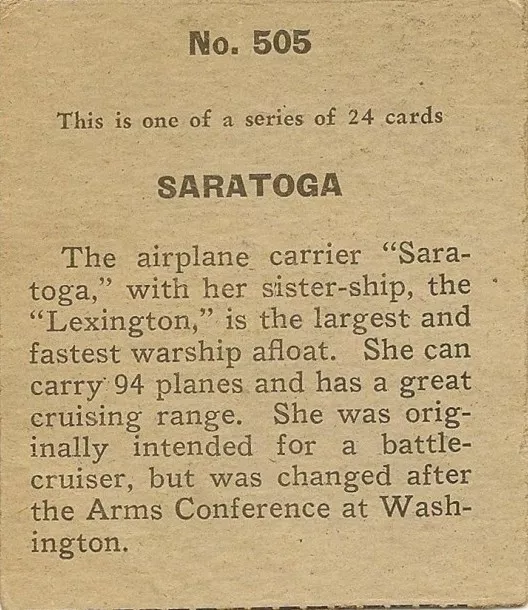 No. 505
This is one of a series of 24 cards
SARATOGA
The airplane carrier “Sara-
toga,” with her sister-ship, the
“Lexington,” is the largest and
fastest warship afloat. She can
carry 94 planes and has a great
cruising range. She was orig-
inally intended for a battle-
cruiser, but was changed after
the Arms Conference at Wash-
ington.